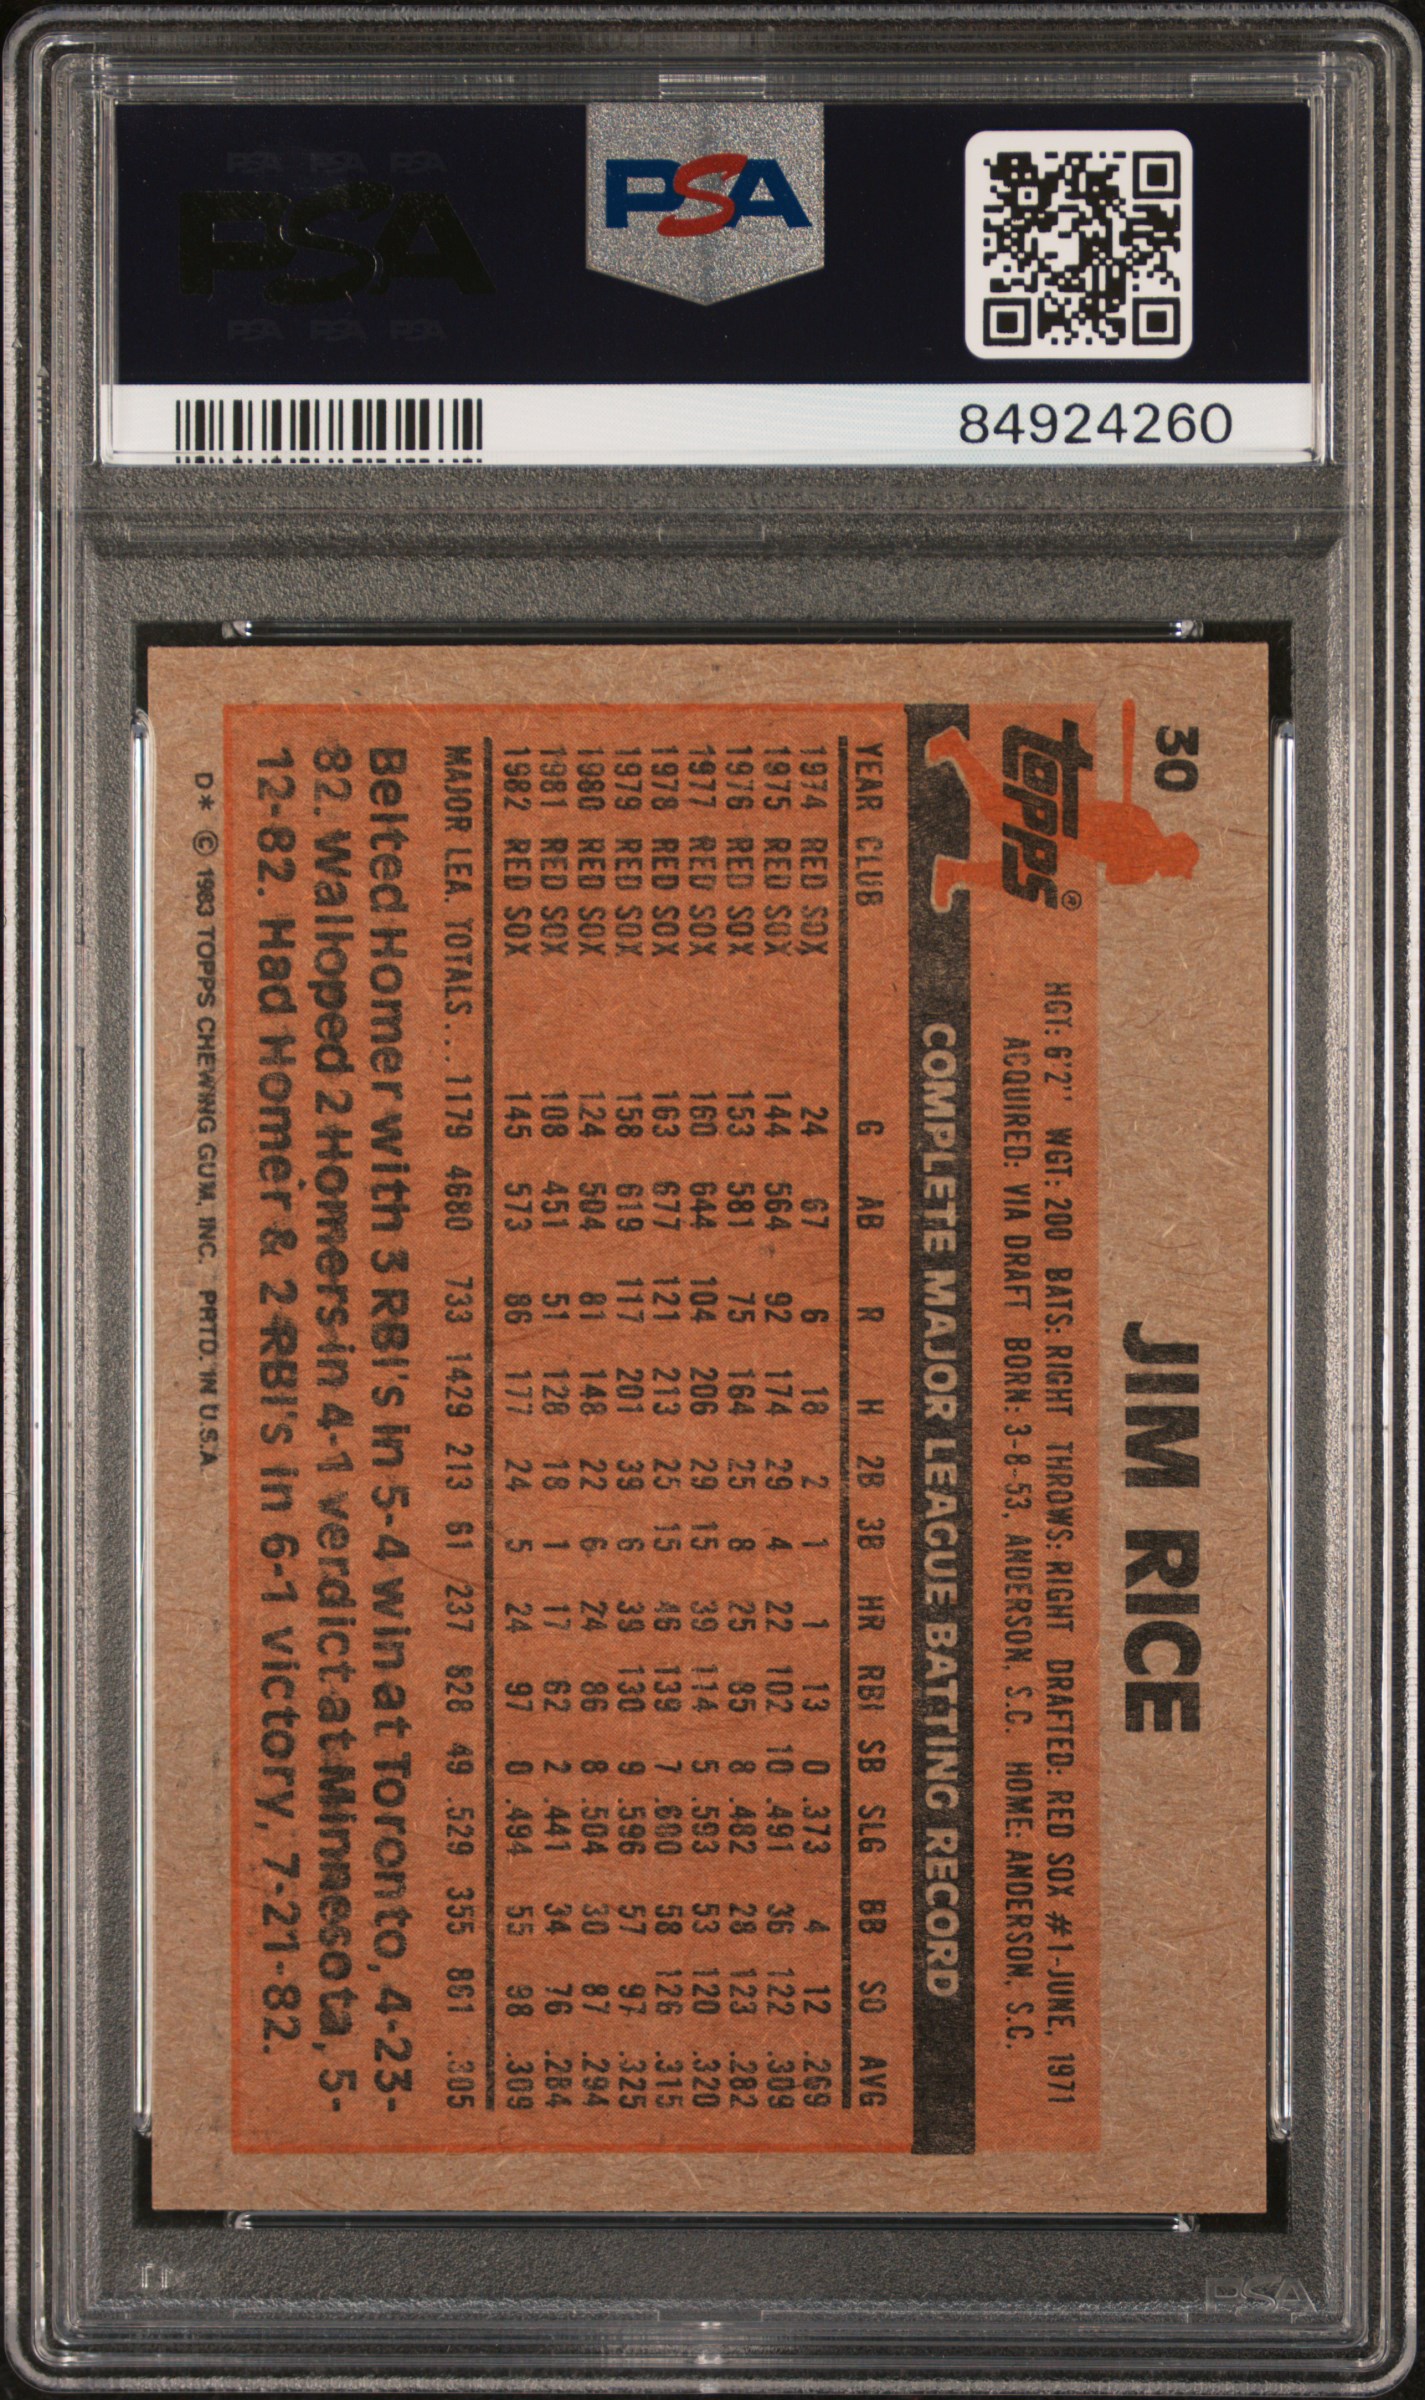 PSA PSA PSA
PSA
PSA PSA PSA
PSA
84924260
30
JIM RICE
Topps®
HGT: 6'2'' WGT: 200 BATS: RIGHT THROWS: RIGHT DRAFTED: RED SOX #1-JUNE, 1971
ACQUIRED: VIA DRAFT BORN: 3-8-53, ANDERSON, S.C. HOME: ANDERSON, S.C.
COMPLETE MAJOR LEAGUE BATTING RECORD
YEAR CLUB G AB R H 2B 3B HR RBI SB SLG BB SO AVG
1974 RED SOX 24 67 6 18 2 1 1 13 0 .373 4 12 .269
1975 RED SOX 144 564 92 174 29 4 22 102 10 .491 36 122 .309
1976 RED SOX 153 581 75 164 25 8 25 85 8 .482 28 123 .282
1977 RED SOX 160 644 104 206 29 15 39 114 5 .593 53 120 .320
1978 RED SOX 163 677 121 213 25 15 46 139 7 .600 58 126 .315
1979 RED SOX 158 619 117 201 39 6 39 130 9 .596 57 97 .325
1980 RED SOX 124 504 81 148 22 6 24 86 8 .504 30 87 .294
1981 RED SOX 108 451 51 128 18 1 17 62 2 .441 34 76 .284
1982 RED SOX 145 573 86 177 24 5 24 97 0 .494 55 98 .309
MAJOR LEA. TOTALS... 1179 4680 733 1429 213 61 237 828 49 .529 355 861 .305
Belted Homer with 3 RBI's in 5-4 win at Toronto, 4-23-
82. Walloped 2 Homers in 4-1 verdict at Minnesota, 5-
12-82. Had Homer & 2 RBI's in 6-1 victory, 7-21-82.
D* © 1983 TOPPS CHEWING GUM, INC. PRTD. IN U.S.A.
PSA